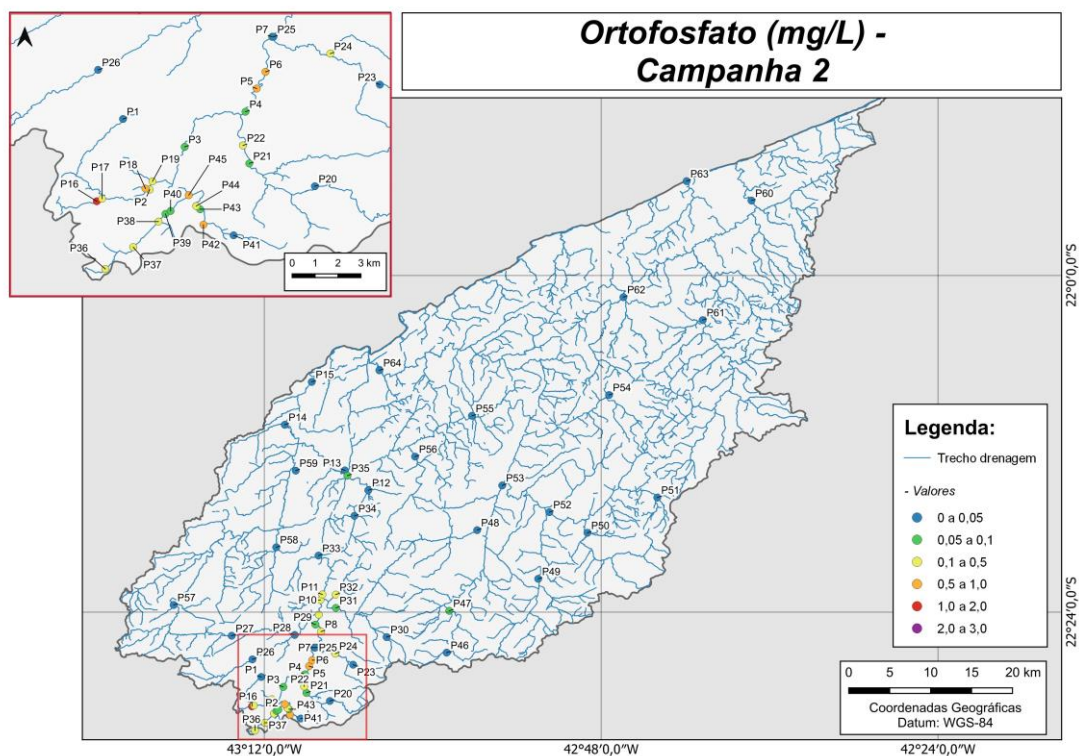 Ortofosfato (mg/L) -
Campanha 2
P7 P25
P24
P26
P6
P23
P5
P4
P.1
P3
P22
P21
P18 P19 P45
P17
P16
P20
P2 P40 P44
P43
P38
P36
P39 P42 P41
P37
0 1 2 3 km
P63
P60
22°0'0,0"S
P62
P61
P64
P15
P54
P55
P14
P56
P59 P13 P35
P.12
P53
P51
P34
P52
P48
P50
P58 P33
P49
P11 P32
P10
P57
P31
P47
P29
P8
22°24'0,0"S
P27 P28 P30
P7 P25 P24
P46
P26 P6
P23
P4 P5
P1
P3 P22 P21
P20
P16 P2
P43
P36 P37 P41
Legenda:
Trecho drenagem
- Valores
0 a 0,05
0,05 a 0,1
0,1 a 0,5
0,5 a 1,0
1,0 a 2,0
2,0 a 3,0
0 5 10 15 20 km
Coordenadas Geográficas
Datum: WGS-84
43°12'0,0"W 42°48'0,0"W 42°24'0,0"W